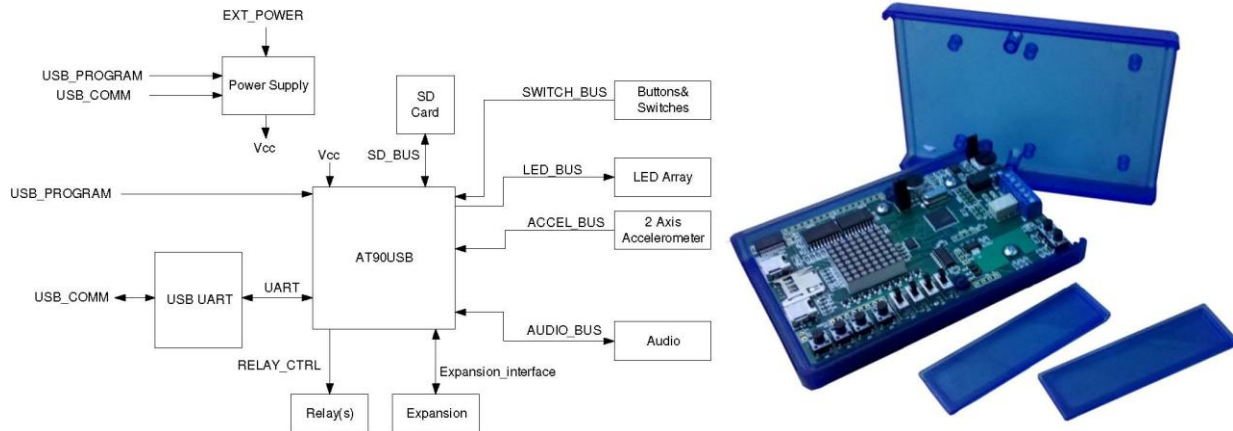 EXT_POWER
USB_PROGRAM
USB_COMM
Power Supply
Vcc
SD
Card
SD_BUS
SWITCH_BUS
Buttons&
Switches
Vcc
USB_PROGRAM
LED_BUS
LED Array
ACCEL_BUS
2 Axis
Accelerometer
AT90USB
USB_COMM
USB UART
UART
AUDIO_BUS
Audio
RELAY_CTRL
Expansion_interface
Relay(s)
Expansion